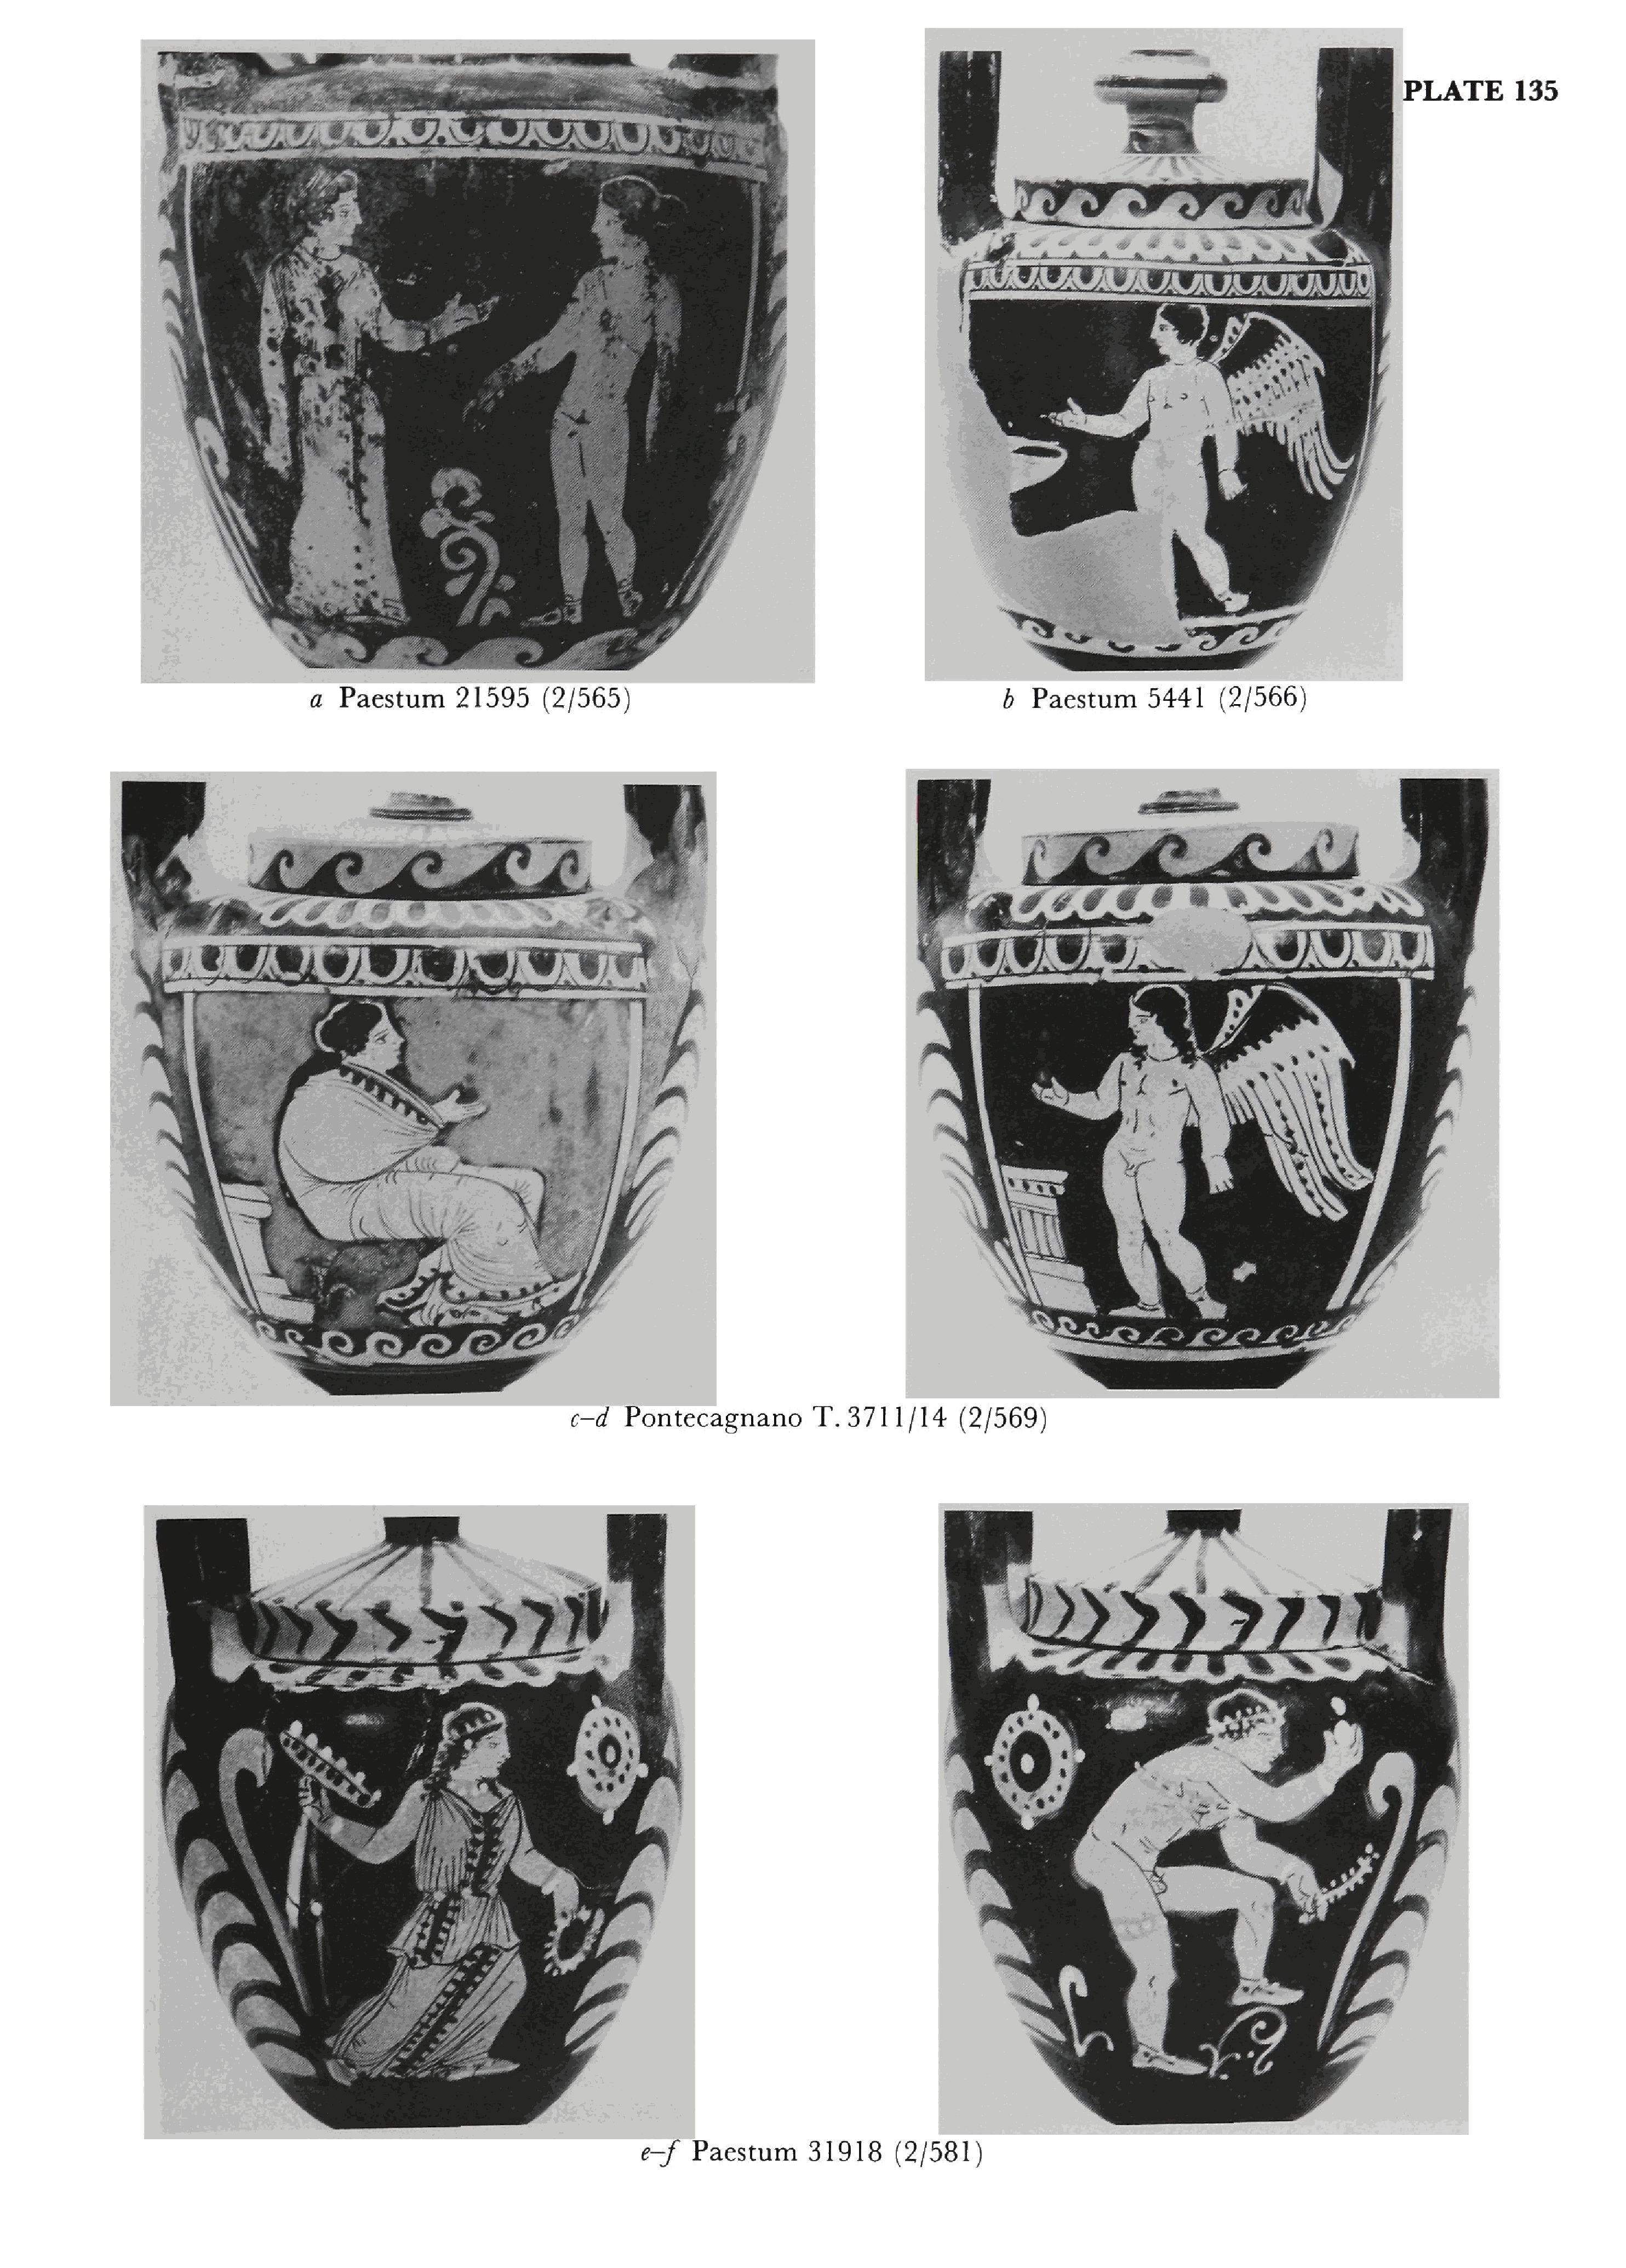 PLATE 135
a Paestum 21595 (2/565)
b Paestum 5441 (2/566)
c–d Pontecagnano T. 3711/14 (2/569)
e–f Paestum 31918 (2/581)